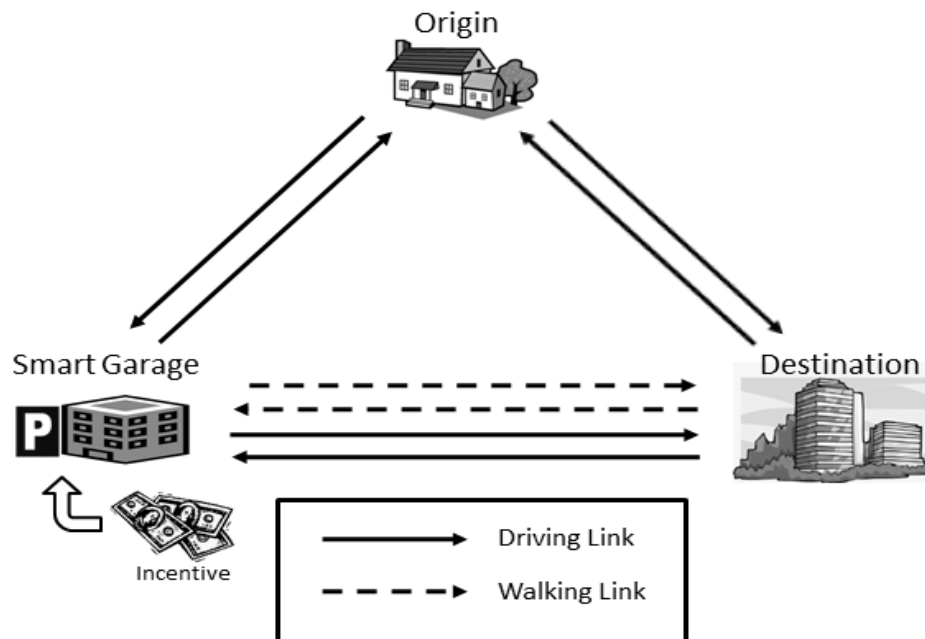 Origin
Smart Garage
Destination
P
Incentive
Driving Link
Walking Link